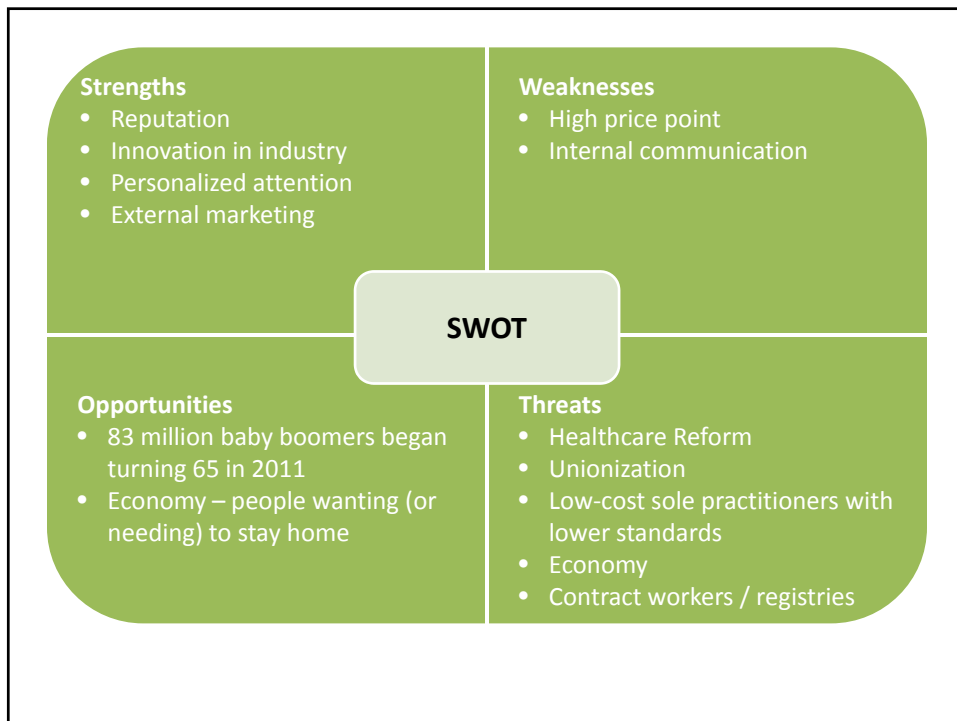 Strengths
• Reputation
• Innovation in industry
• Personalized attention
• External marketing
Weaknesses
• High price point
• Internal communication
SWOT
Opportunities
• 83 million baby boomers began
turning 65 in 2011
• Economy – people wanting (or
needing) to stay home
Threats
• Healthcare Reform
• Unionization
• Low-cost sole practitioners with
lower standards
• Economy
• Contract workers / registries